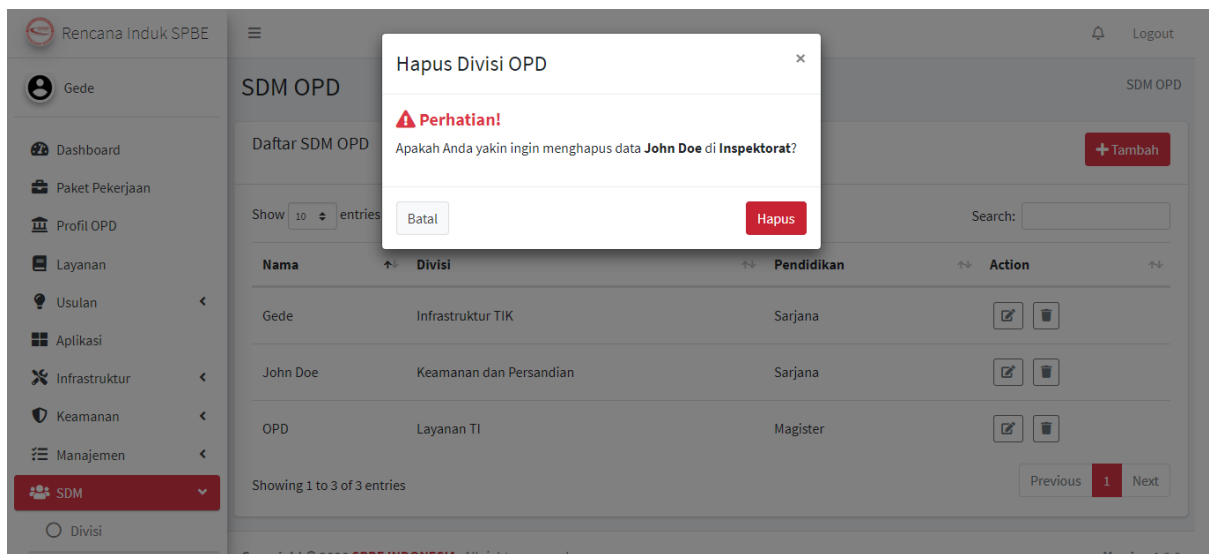 Rencana Induk SPBE
Logout
Gede
SDM OPD
SDM OPD
Hapus Divisi OPD
×
Perhatian!
Apakah Anda yakin ingin menghapus data John Doe di Inspektorat?
Batal
Hapus
Dashboard
Paket Pekerjaan
Profil OPD
Layanan
Usulan
Aplikasi
Infrastruktur
Keamanan
Manajemen
SDM
Divisi
Daftar SDM OPD
Tambah
Show 10 entries
Search:
Nama Divisi Pendidikan Action
Gede Infrastruktur TIK Sarjana
John Doe Keamanan dan Persandian Sarjana
OPD Layanan TI Magister
Showing 1 to 3 of 3 entries
Previous 1 Next